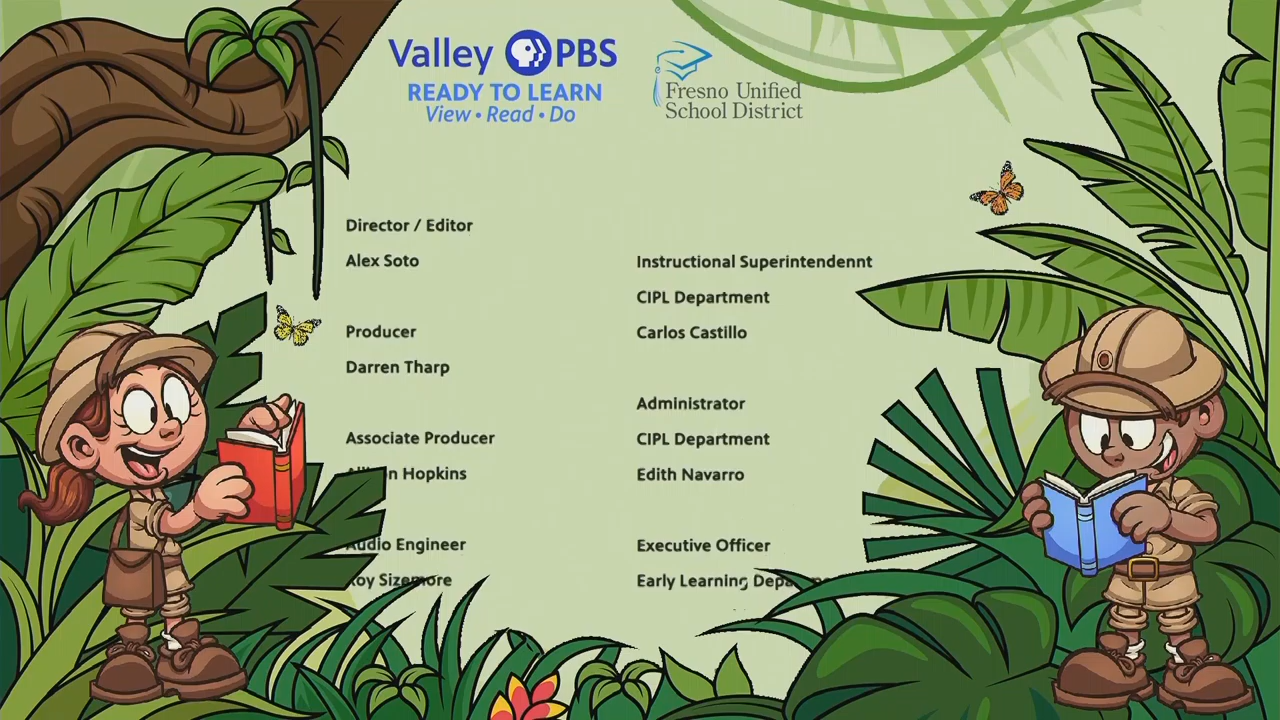 Valley PBS
READY TO LEARN
View • Read • Do
Fresno Unified
School District
Director / Editor
Alex Soto
Producer
Darren Tharp
Associate Producer
Hopkins
Audio Engineer
Sizemore
Instructional Superintendennt
CIPL Department
Carlos Castillo
Administrator
CIPL Department
Edith Navarro
Executive Officer
Early Learning